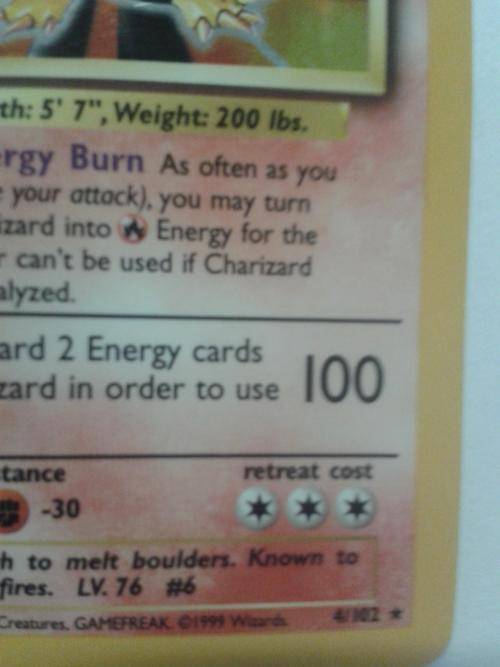 th: 5' 7", Weight: 200 lbs.
rgy Burn As often as you
e your attack), you may turn
izard into Energy for the
r can't be used if Charizard
alyzed.
ard 2 Energy cards
zard in order to use 100
tance retreat cost
-30
h to melt boulders. Known to
fires. LV. 76 #6
Creatures, GAMEFREAK. ©1999 Wizards. 4/102 ★